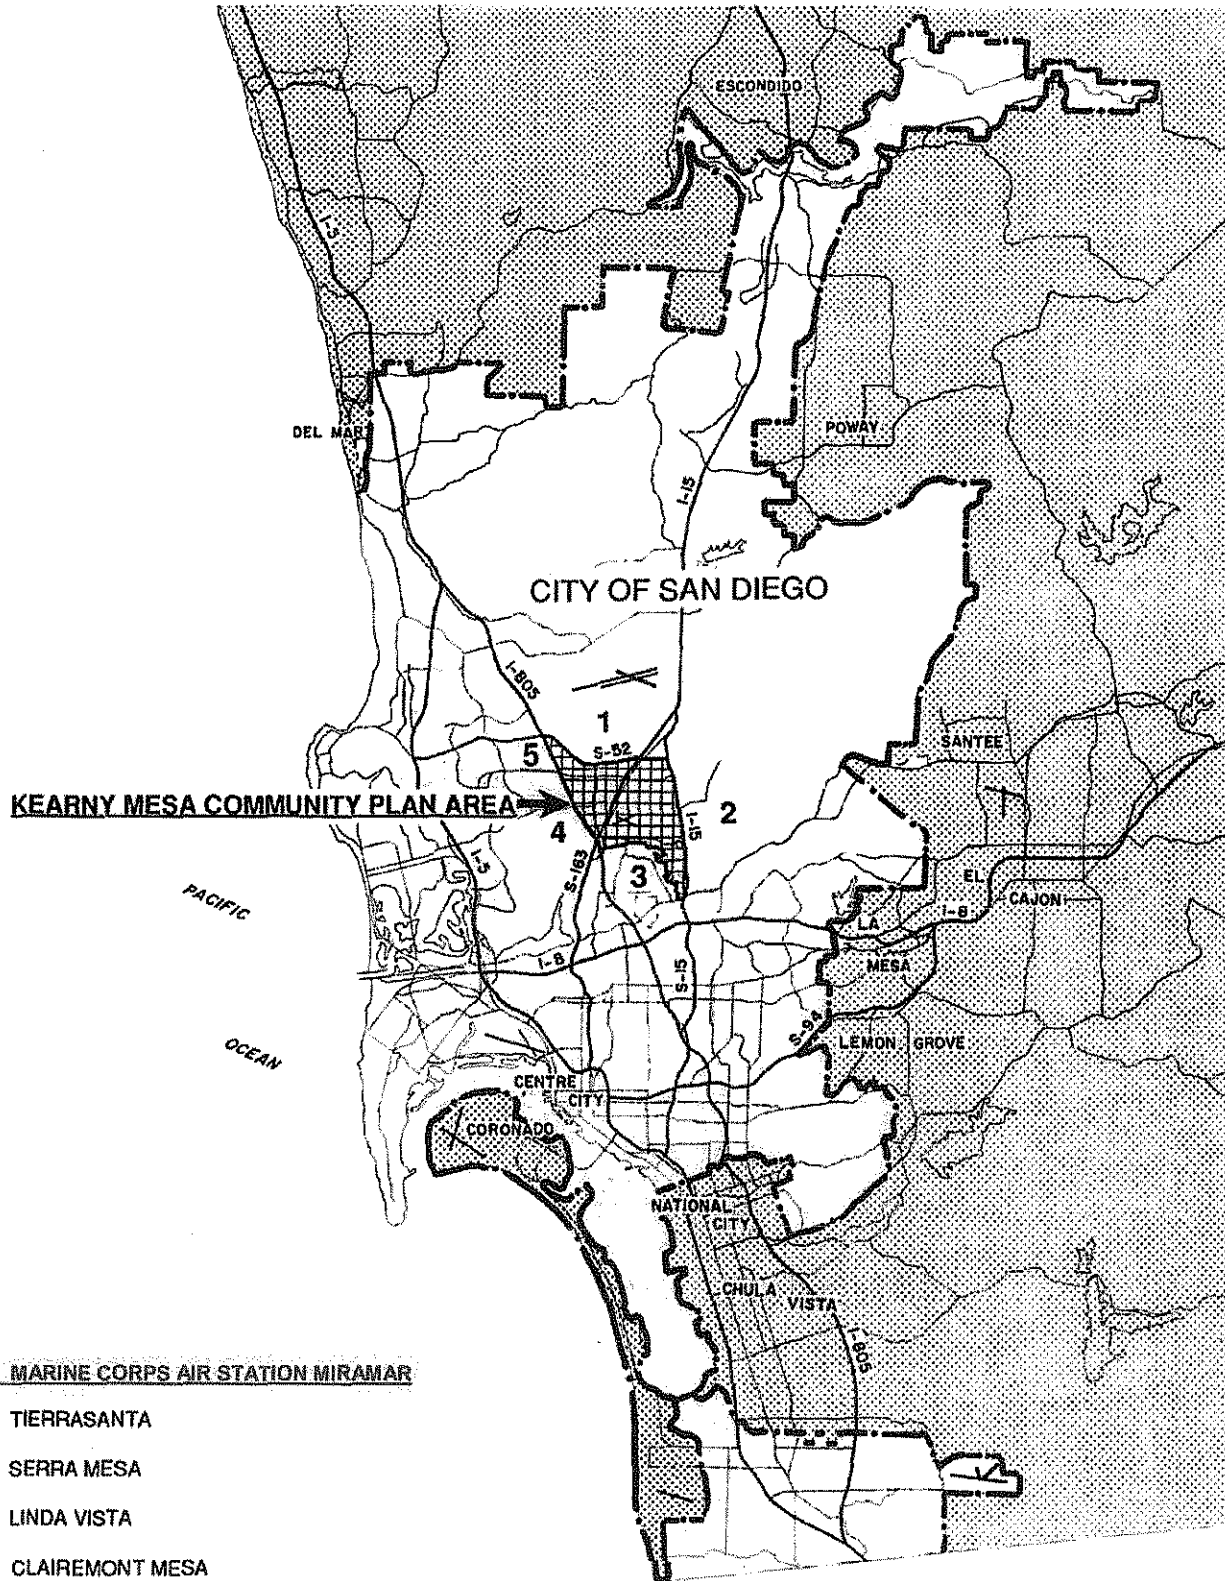 ESCONDIDO
I-5
DEL MAR
POWAY
I-15
CITY OF SAN DIEGO
I-805
1
S-52
5
SANTEE
KEARNY MESA COMMUNITY PLAN AREA
2
I-15
4
I-5
S-163
3
EL
CAJON
PACIFIC
LA
I-8
I-8
MESA
S-15
S-94
LEMON GROVE
OCEAN
CENTRE
CITY
CORONADO
NATIONAL
CITY
CHULA
VISTA
I-805
MARINE CORPS AIR STATION MIRAMAR
TIERRASANTA
SERRA MESA
LINDA VISTA
CLAIREMONT MESA